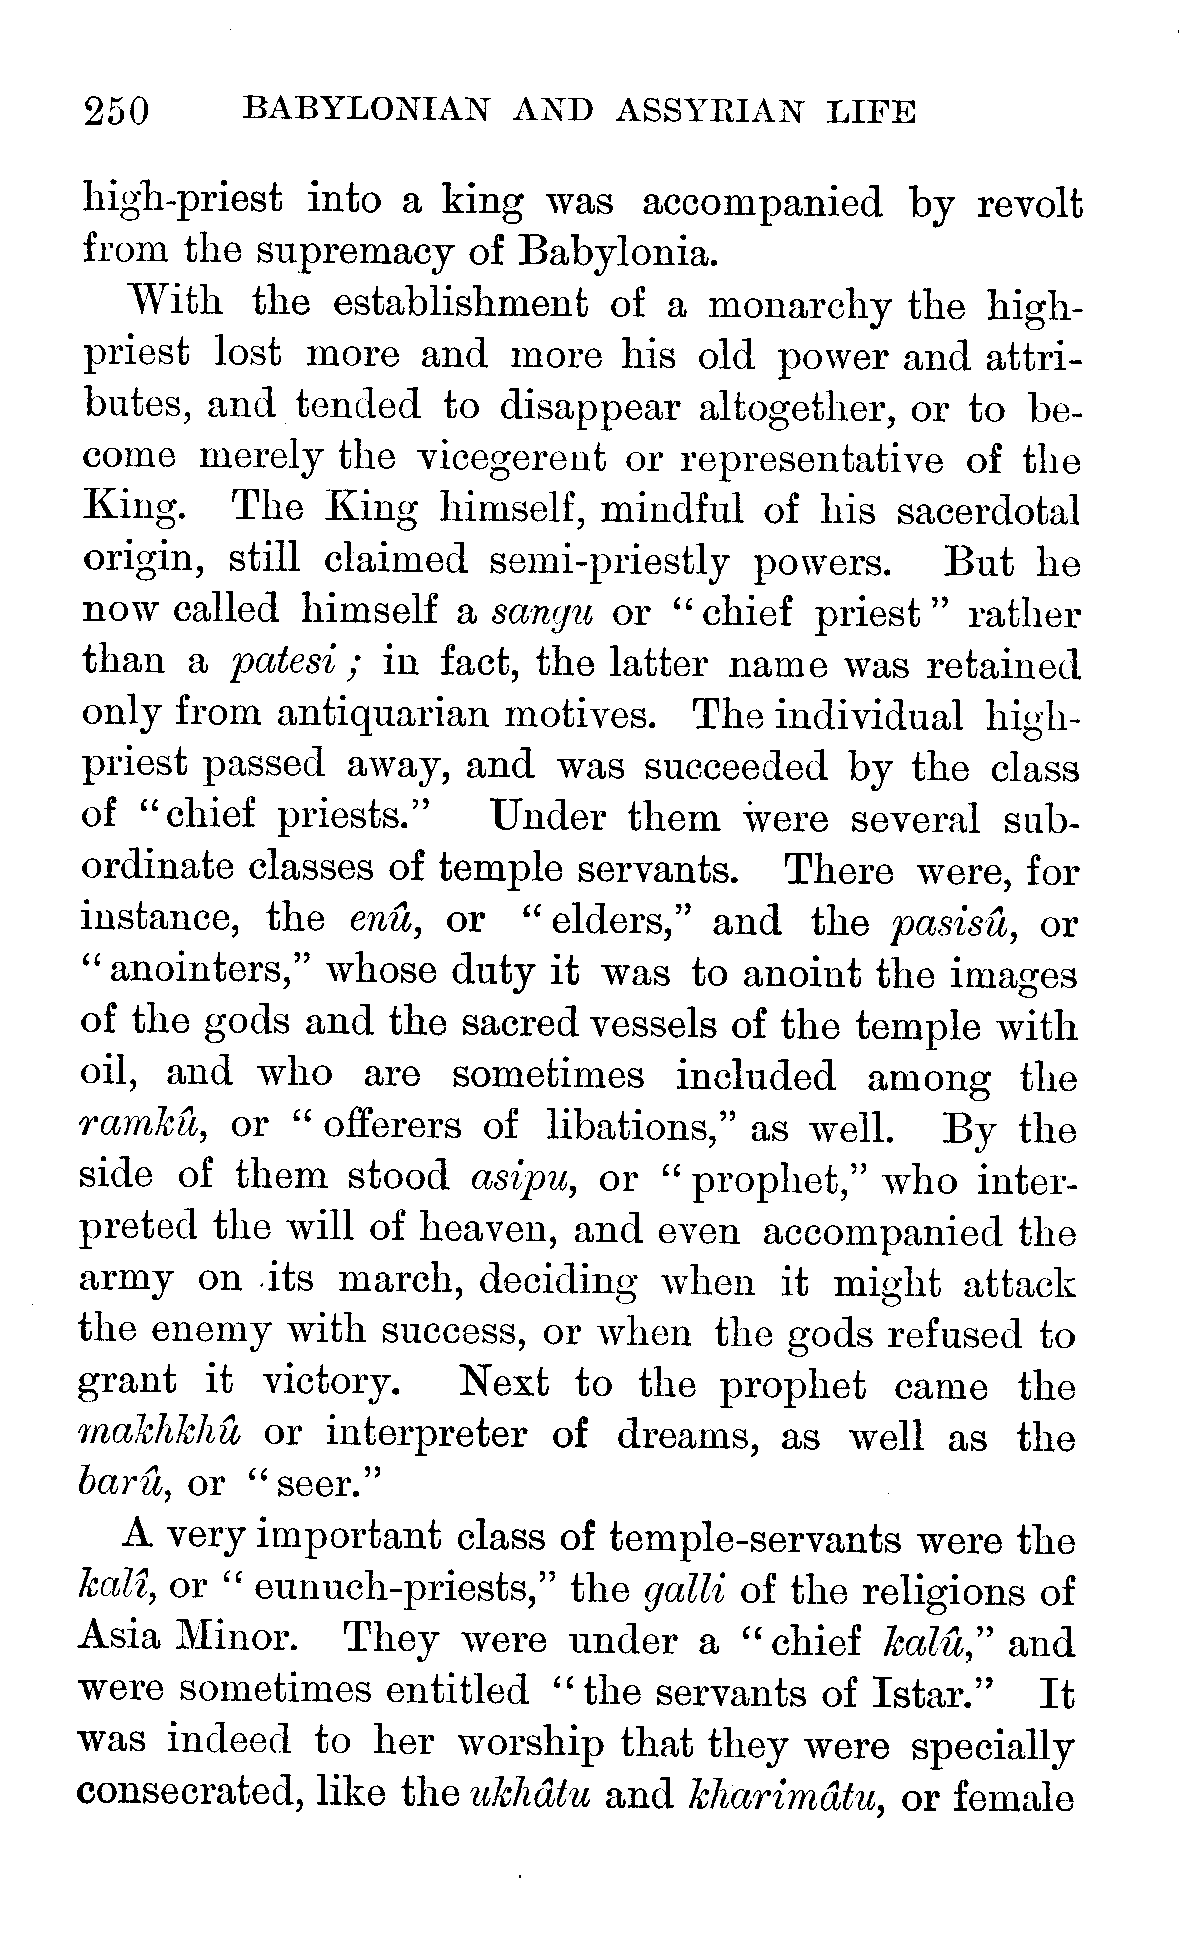 250 BABYLONIAN AND ASSYRIAN LIFE
high-priest into a king was accompanied by revolt
from the supremacy of Babylonia.
With the establishment of a monarchy the high-
priest lost more and more his old power and attri-
butes, and tended to disappear altogether, or to be-
come merely the vicegerent or representative of the
King. The King himself, mindful of his sacerdotal
origin, still claimed semi-priestly powers. But he
now called himself a sangu or "chief priest" rather
than a patesi; in fact, the latter name was retained
only from antiquarian motives. The individual high-
priest passed away, and was succeeded by the class
of "chief priests." Under them were several sub-
ordinate classes of temple servants. There were, for
instance, the enû, or "elders," and the pasisû, or
"anointers," whose duty it was to anoint the images
of the gods and the sacred vessels of the temple with
oil, and who are sometimes included among the
ramkû, or "offerers of libations," as well. By the
side of them stood asipu, or "prophet," who inter-
preted the will of heaven, and even accompanied the
army on its march, deciding when it might attack
the enemy with success, or when the gods refused to
grant it victory. Next to the prophet came the
makhkhû or interpreter of dreams, as well as the
barû, or "seer."
A very important class of temple-servants were the
kalî, or "eunuch-priests," the galli of the religions of
Asia Minor. They were under a "chief kalû," and
were sometimes entitled "the servants of Istar." It
was indeed to her worship that they were specially
consecrated, like the ukhâtu and kharimâtu, or female